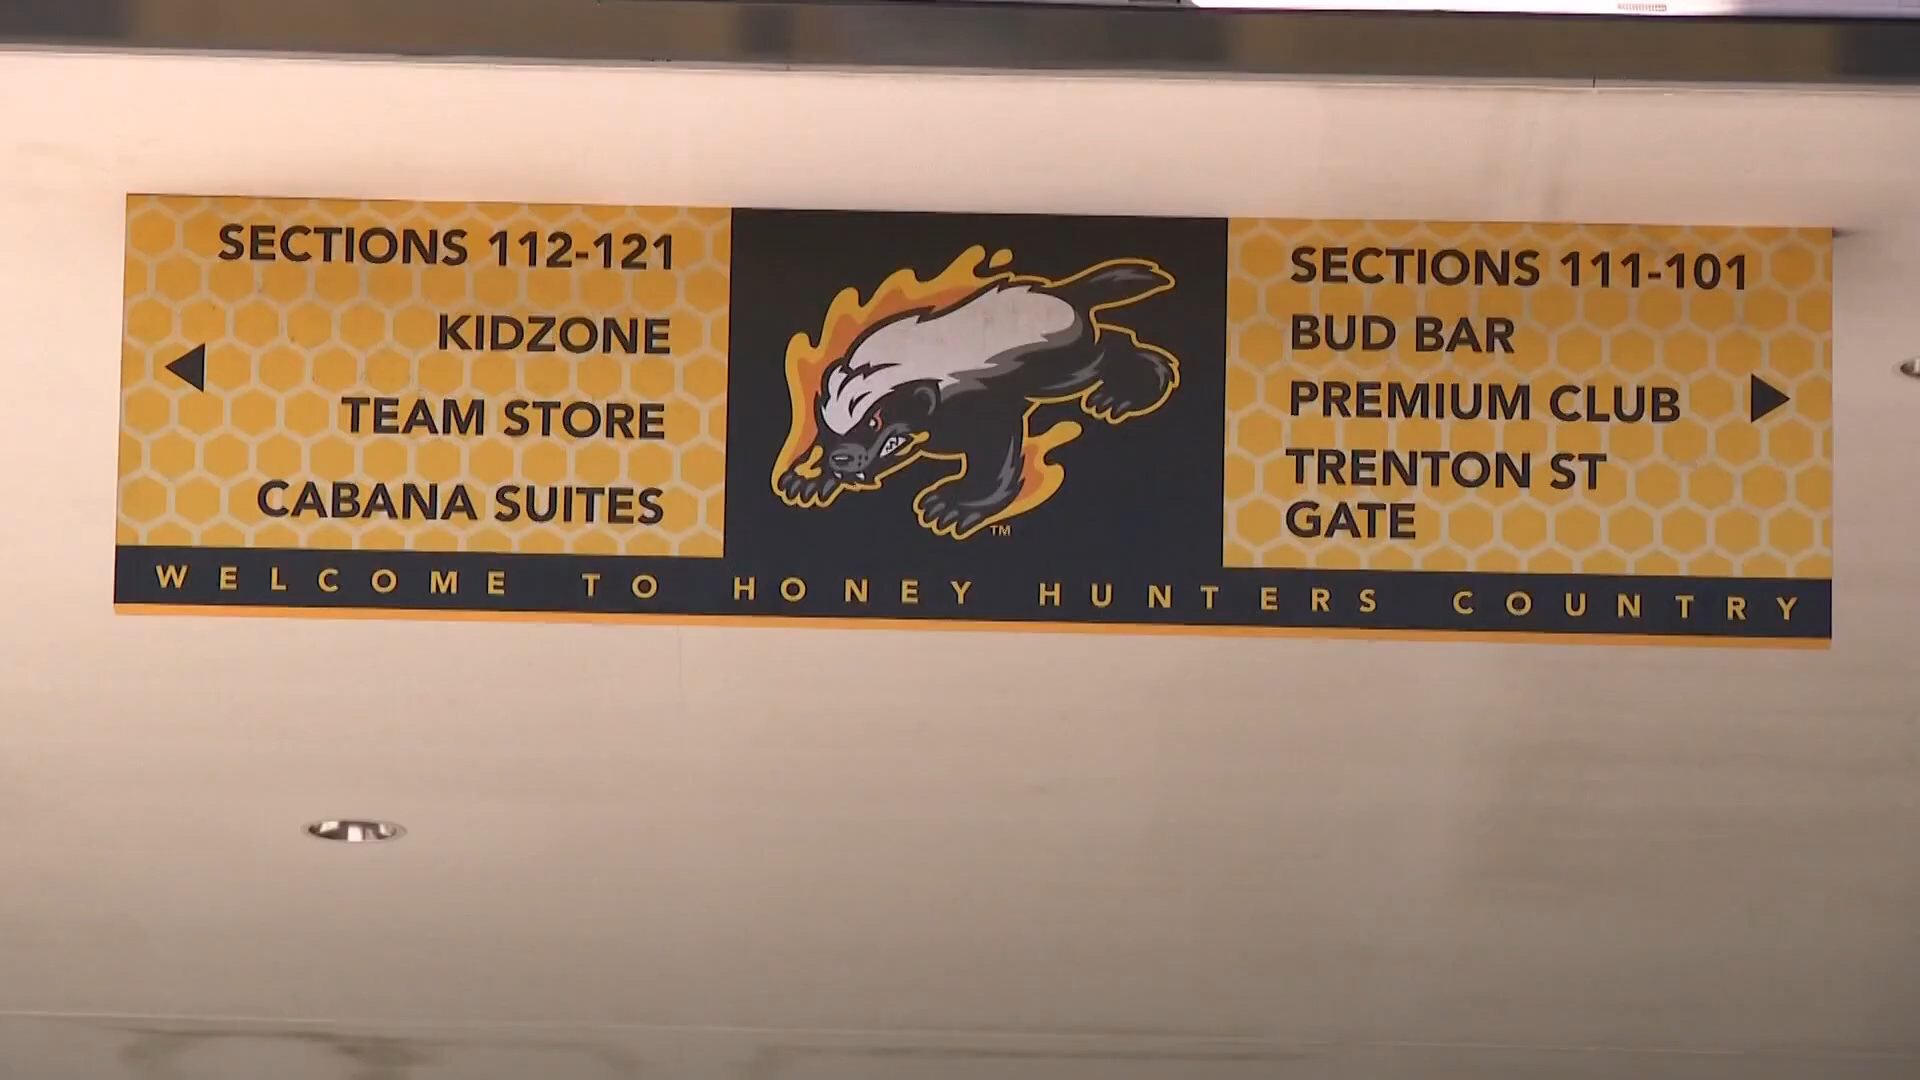 SECTIONS 112-121
KIDZONE
TEAM STORE
CABANA SUITES
TM
SECTIONS 111-101
BUD BAR
PREMIUM CLUB
TRENTON ST
GATE
WELCOME TO HONEY HUNTERS COUNTRY